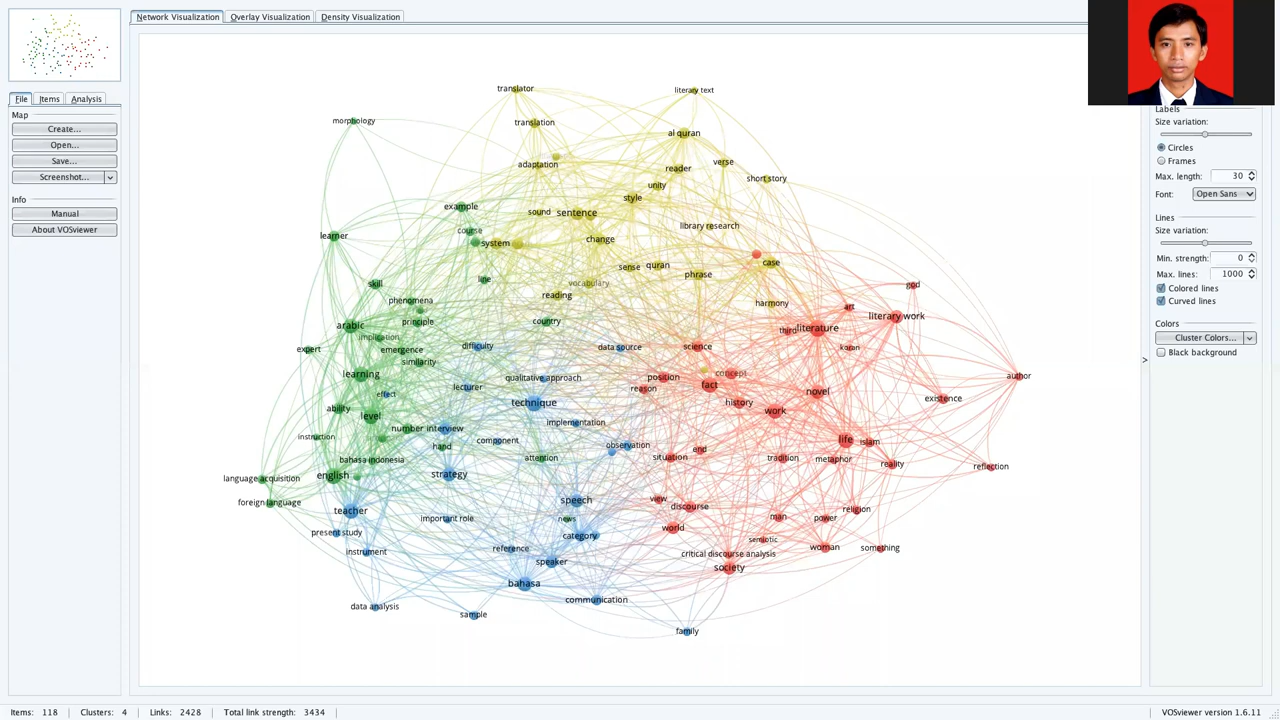 Network Visualization
Overlay Visualization
Density Visualization
File
Items
Analysis
Map
Create...
Open...
Save...
Screenshot...
Info
Manual
About VOSviewer
translator
literary text
morphology
translation
al quran
adaptation
verse
reader
short story
unity
style
example
sound
sentence
library research
course
learner
system
change
case
sense
quran
phrase
line
vocabulary
skill
god
reading
phenomena
harmony
art
literary work
principle
country
arabic
third
literature
implication
expert
emergence
difficulty
data source
science
koran
similarity
learning
qualitative approach
position
concept
author
reason
fact
effect
lecturer
novel
existence
technique
history
ability
level
work
implementation
number
interview
instruction
hand
component
observation
life
islam
end
bahasa indonesia
attention
situation
tradition
metaphor
reality
reflection
language acquisition
english
strategy
foreign language
speech
view
discourse
teacher
religion
important role
news
man
power
world
present study
category
semiotic
instrument
reference
critical discourse analysis
woman
something
speaker
society
bahasa
data analysis
communication
sample
family
Labels
Size variation:
Circles
Frames
Max. length: 30
Font: Open Sans
Lines
Size variation:
Min. strength: 0
Max. lines: 1000
Colored lines
Curved lines
Colors
Cluster Colors...
Black background
>
Items: 118
Clusters: 4
Links: 2428
Total link strength: 3434
VOSviewer version 1.6.11